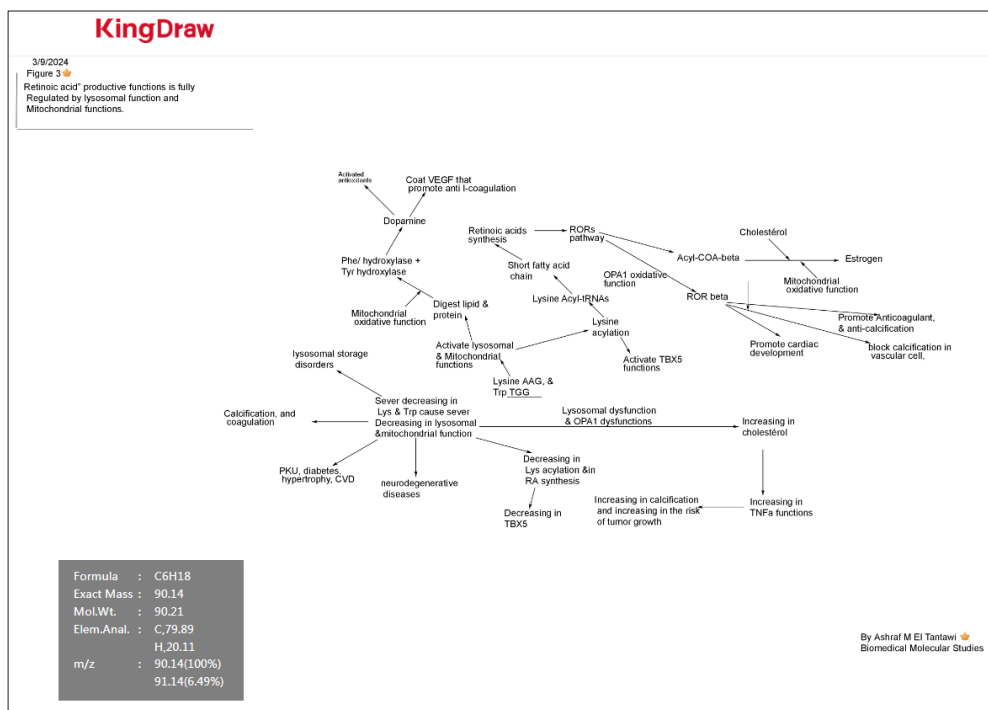 KingDraw
3/9/2024
Figure 3
Retinoic acid" productive functions is fully
Regulated by lysosomal function and
Mitochondrial functions.
Activated
antioxidants
Coat VEGF that
promote anti I-coagulation
Dopamine
Phe/ hydroxylase +
Tyr hydroxylase
Mitochondrial
oxidative function
Digest lipid &
protein
Retinoic acids
synthesis
RORs
pathway
Short fatty acid
chain
Lysine Acyl-tRNAs
Lysine
acylation
Activate TBX5
functions
Activate lysosomal
& Mitochondrial
functions
Lysine AAG, &
Trp TGG
OPA1 oxidative
function
Acyl-COA-beta
Cholestérol
Estrogen
Mitochondrial
oxidative function
ROR beta
Promote Anticoagulant,
& anti-calcification
Promote cardiac
development
block calcification in
vascular cell,
lysosomal storage
disorders
Sever decreasing in
Lys & Trp cause sever
Decreasing in lysosomal
&mitochondrial function
Calcification, and
coagulation
PKU, diabetes,
hypertrophy, CVD
neurodegenerative
diseases
Decreasing in
Lys acylation &in
RA synthesis
Decreasing in
TBX5
Lysosomal dysfunction
& OPA1 dysfunctions
Increasing in
cholestérol
Increasing in
TNFa functions
Increasing in calcification
and increasing in the risk
of tumor growth
Formula : C6H18
Exact Mass : 90.14
Mol.Wt. : 90.21
Elem.Anal. : C,79.89
H,20.11
m/z : 90.14(100%)
91.14(6.49%)
By Ashraf M El Tantawi
Biomedical Molecular Studies